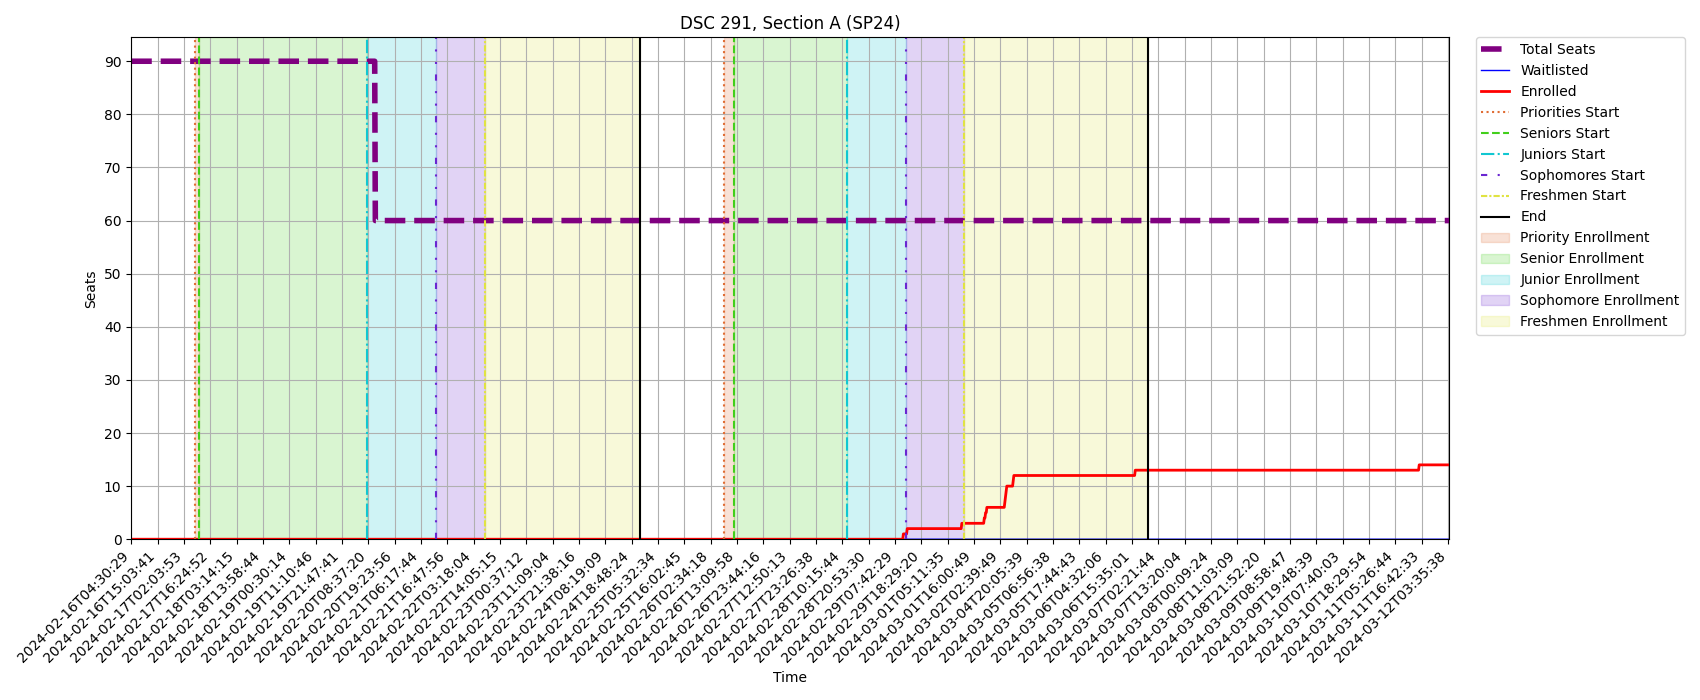 DSC 291, Section A (SP24)
Seats
90
80
70
60
50
40
30
20
10
0
2024-02-16T04:30:29
2024-02-16T15:03:41
2024-02-17T02:03:53
2024-02-17T16:24:52
2024-02-18T03:14:15
2024-02-18T13:58:44
2024-02-19T00:30:14
2024-02-19T11:10:46
2024-02-19T21:47:41
2024-02-20T08:37:20
2024-02-20T19:23:56
2024-02-21T06:17:44
2024-02-21T16:47:56
2024-02-22T03:18:04
2024-02-22T14:05:15
2024-02-23T00:37:12
2024-02-23T11:09:04
2024-02-23T21:38:16
2024-02-24T08:19:09
2024-02-24T18:48:24
2024-02-25T05:32:34
2024-02-25T16:02:45
2024-02-26T02:34:18
2024-02-26T13:09:58
2024-02-26T23:44:16
2024-02-27T12:50:13
2024-02-27T23:26:38
2024-02-28T10:15:44
2024-02-28T20:53:30
2024-02-29T07:42:29
2024-02-29T18:29:20
2024-03-01T05:11:35
2024-03-01T16:00:49
2024-03-02T02:39:49
2024-03-04T20:05:39
2024-03-05T06:56:38
2024-03-05T17:44:43
2024-03-06T04:32:06
2024-03-06T15:35:01
2024-03-07T02:21:44
2024-03-07T13:20:04
2024-03-08T00:09:24
2024-03-08T11:03:09
2024-03-08T21:52:20
2024-03-09T08:58:47
2024-03-09T19:48:39
2024-03-10T07:40:03
2024-03-10T18:29:54
2024-03-11T05:26:44
2024-03-11T16:42:33
2024-03-12T03:35:38
Time
Total Seats
Waitlisted
Enrolled
Priorities Start
Seniors Start
Juniors Start
Sophomores Start
Freshmen Start
End
Priority Enrollment
Senior Enrollment
Junior Enrollment
Sophomore Enrollment
Freshmen Enrollment